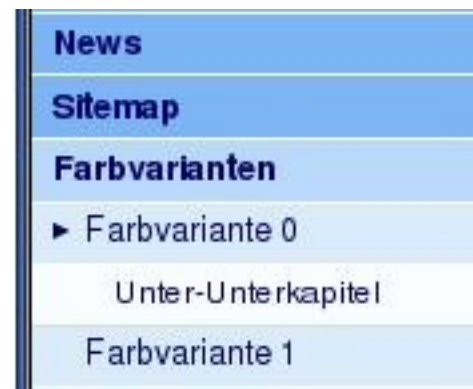 News
Sitemap
Farbvarianten
► Farbvariante 0
Unter-Unterkapitel
Farbvariante 1